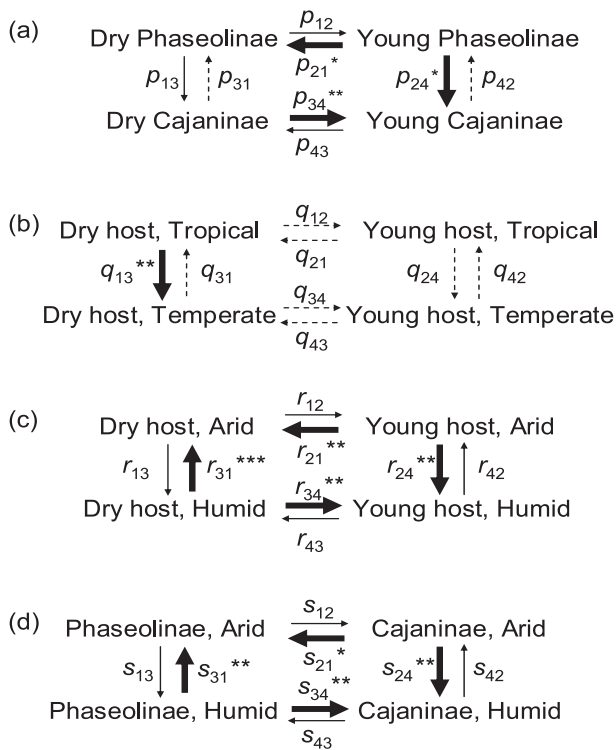 (a)
p12
Dry Phaseolinae Young Phaseolinae
p21*
p13 p31 p34** p24* p42
Dry Cajaninae Young Cajaninae
p43
(b)
q12
Dry host, Tropical Young host, Tropical
q21
q13** q31 q34 q24 q42
Dry host, Temperate Young host, Temperate
q43
(c)
r12
Dry host, Arid Young host, Arid
r21**
r13 r31*** r34** r24** r42
Dry host, Humid Young host, Humid
r43
(d)
s12
Phaseolinae, Arid Cajaninae, Arid
s21*
s13 s31** s34** s24** s42
Phaseolinae, Humid Cajaninae, Humid
s43